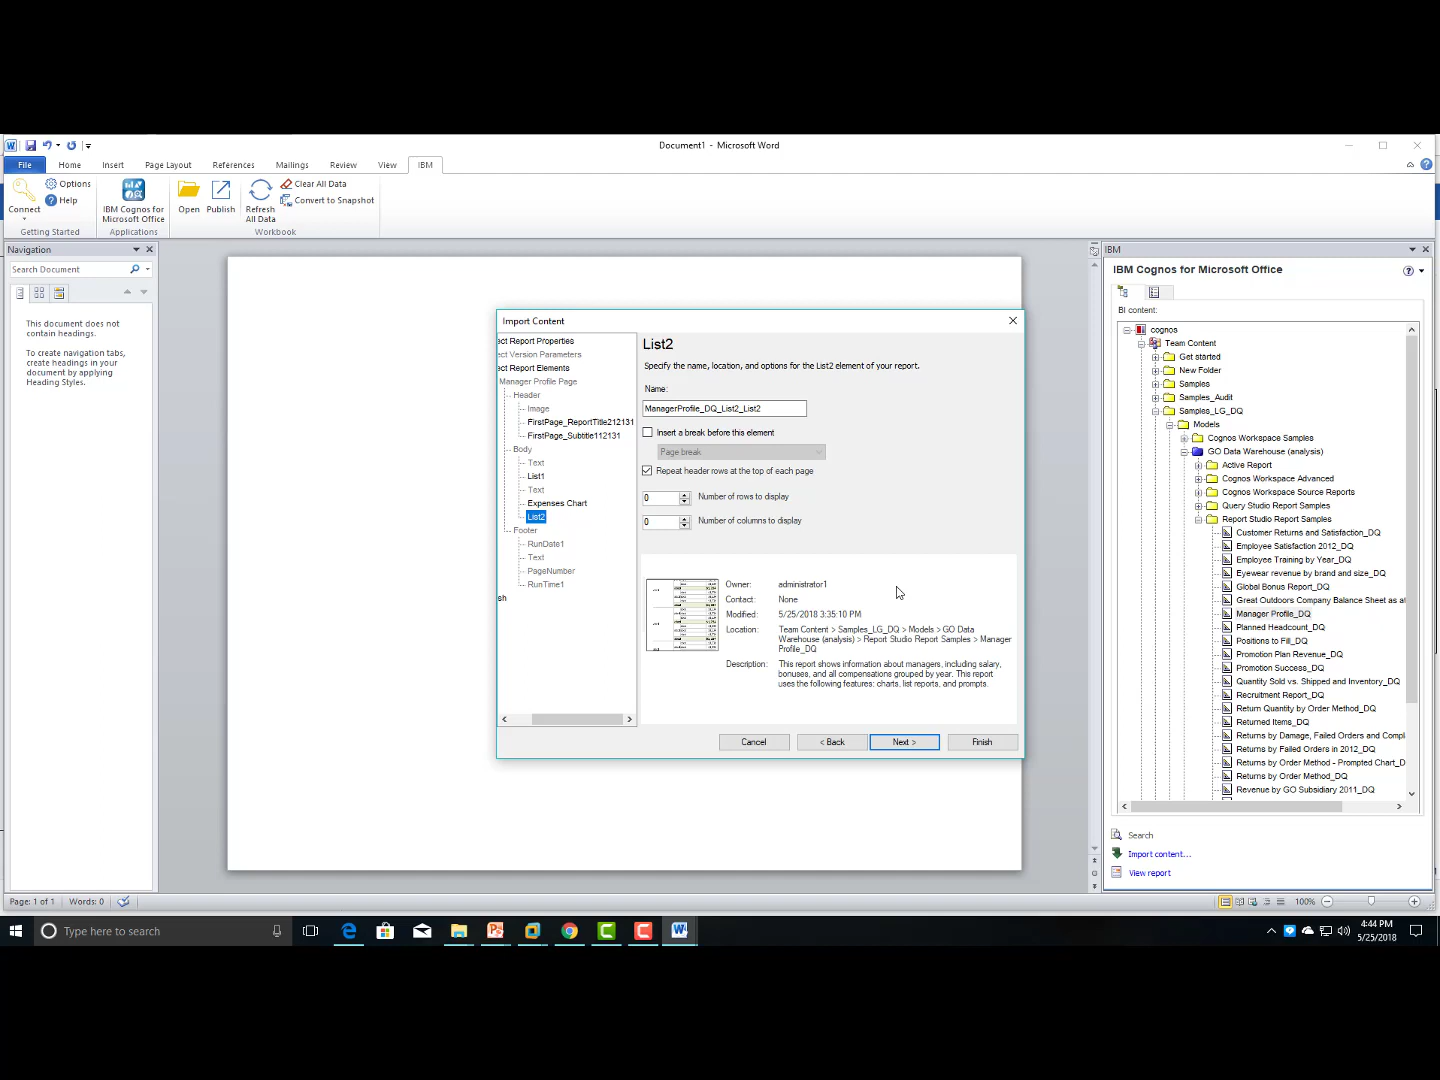 Document1 - Microsoft Word
File Home Insert Page Layout References Mailings Review View IBM
Connect
Options
Help
Getting Started
IBM Cognos for
Microsoft Office
Applications
Open
Publish
Refresh
All Data
Clear All Data
Convert to Snapshot
Workbook
Navigation
Search Document
This document does not
contain headings.
To create navigation tabs,
create headings in your
document by applying
Heading Styles.
Import Content
ect Report Properties
ect Version Parameters
ect Report Elements
Manager Profile Page
Header
Image
FirstPage_ReportTitle212131
FirstPage_Subtitle112131
Body
Text
List1
Text
Expenses Chart
List2
Footer
RunDate1
Text
PageNumber
RunTime1
sh
List2
Specify the name, location, and options for the List2 element of your report.
Name:
ManagerProfile_DQ_List2_List2
Insert a break before this element
Page break
Repeat header rows at the top of each page
0 Number of rows to display
0 Number of columns to display
Owner: administrator1
Contact: None
Modified: 5/25/2018 3:35:10 PM
Location: Team Content > Samples_LG_DQ > Models > GO Data
Warehouse (analysis) > Report Studio Report Samples > Manager
Profile_DQ
Description: This report shows information about managers, including salary,
bonuses, and all compensations grouped by year. This report
uses the following features: charts, list reports, and prompts.
Cancel < Back Next > Finish
IBM
IBM Cognos for Microsoft Office
BI content:
cognos
Team Content
Get started
New Folder
Samples
Samples_Audit
Samples_LG_DQ
Models
Cognos Workspace Samples
GO Data Warehouse (analysis)
Active Report
Cognos Workspace Advanced
Cognos Workspace Source Reports
Query Studio Report Samples
Report Studio Report Samples
Customer Returns and Satisfaction_DQ
Employee Satisfaction 2012_DQ
Employee Training by Year_DQ
Eyewear revenue by brand and size_DQ
Global Bonus Report_DQ
Great Outdoors Company Balance Sheet as at
Manager Profile_DQ
Planned Headcount_DQ
Positions to Fill_DQ
Promotion Plan Revenue_DQ
Promotion Success_DQ
Quantity Sold vs. Shipped and Inventory_DQ
Recruitment Report_DQ
Return Quantity by Order Method_DQ
Returned Items_DQ
Returns by Damage, Failed Orders and Compl
Returns by Failed Orders in 2012_DQ
Returns by Order Method - Prompted Chart_D
Returns by Order Method_DQ
Revenue by GO Subsidiary 2011_DQ
Search
Import content...
View report
Page: 1 of 1 Words: 0
100%
Type here to search
4:44 PM
5/25/2018